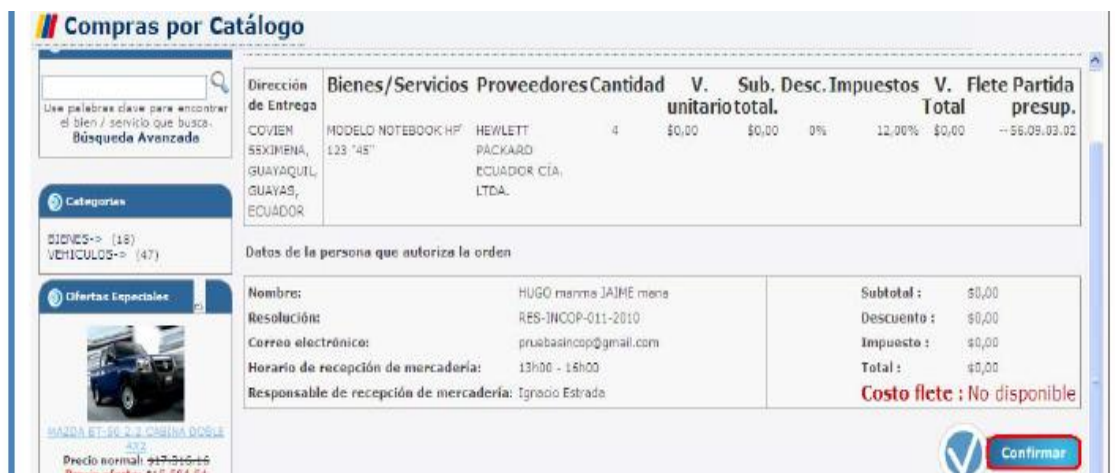 Compras por Catálogo
Use palabras clave para encontrar
el bien / servicio que busca.
Búsqueda Avanzada
Categorías
BIENES-> (18)
VEHICULOS-> (47)
Ofertas Especiales
MAZDA BT-50 2.2 CABINA DOBLE
4X2
Precio normal:
Dirección de Entrega Bienes/Servicios Proveedores Cantidad V. unitario Sub. total. Desc. Impuestos V. Total Flete Partida presup.
COVIEM MODELO NOTEBOOK HP HEWLETT 4 $0,00 $0,00 0% 12,00% $0,00 -- 56.09.03.02
SSXIMENA, 123 "45" PACKARD
GUAYAQUIL, ECUADOR CÍA.
GUAYAS, LTDA.
ECUADOR
Datos de la persona que autoriza la orden
Nombre: HUGO manma JAIME mena Subtotal : $0,00
Resolución: RES-INCOP-011-2010 Descuento : $0,00
Correo electrónico: pruebasincop@gmail.com Impuesto : $0,00
Horario de recepción de mercadería: 13h00 - 16h00 Total : $0,00
Responsable de recepción de mercadería: Ignacio Estrada Costo flete : No disponible
Confirmar